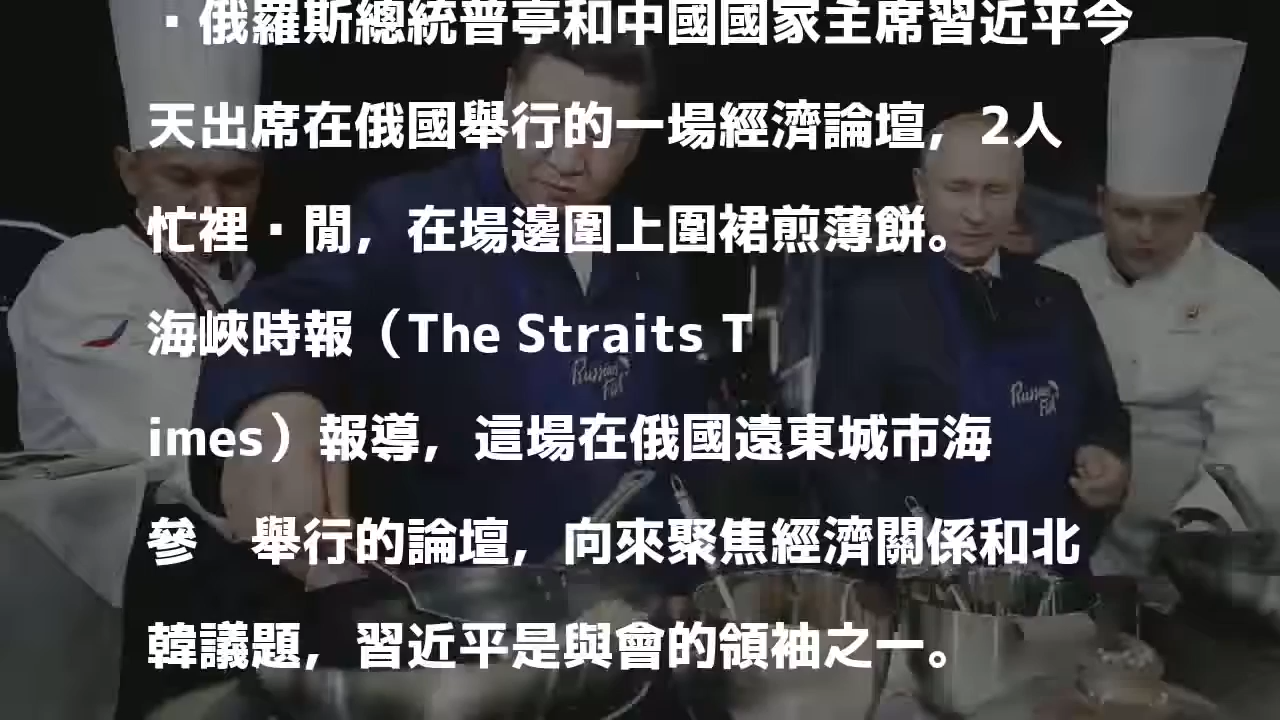 ·俄羅斯總統普亭和中國國家主席習近平今
天出席在俄國舉行的一場經濟論壇，2人
忙裡·閒，在場邊圍上圍裙煎薄餅。
海峽時報（The Straits T
imes）報導，這場在俄國遠東城市海
參　舉行的論壇，向來聚焦經濟關係和北
韓議題，習近平是與會的領袖之一。
Russian
Fish
Russian
Fish